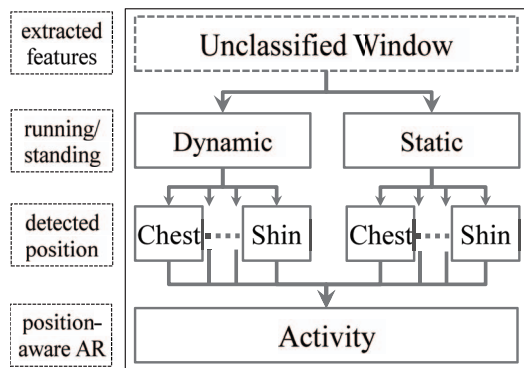 extracted
features
Unclassified Window
running/
standing
Dynamic
Static
detected
position
Chest
Shin
Chest
Shin
position-
aware AR
Activity